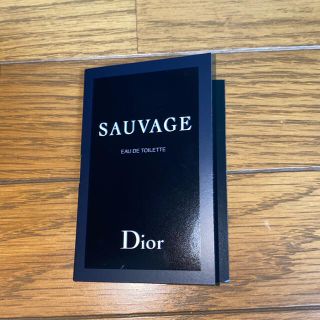 SAUVAGE
EAU DE TOILETTE
Dior